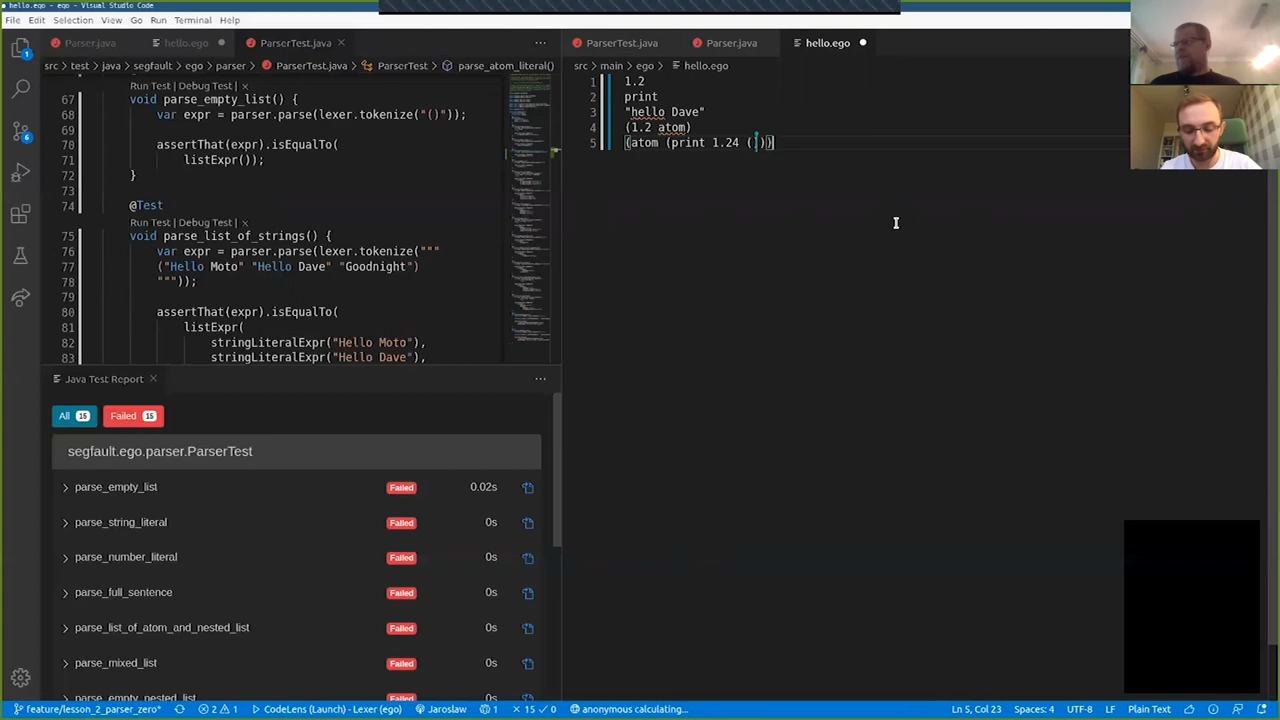 hello.ego - ego - Visual Studio Code
File Edit Selection View Go Run Terminal Help
Parser.java hello.ego ParserTest.java
src > test > java > segfault > ego > parser > ParserTest.java > ParserTest > parse_atom_literal()
Run Test | Debug Test |
67 void parse_empty_list() {
68 var expr = parser.parse(lexer.tokenize("()"));
69
70 assertThat(expr).isEqualTo(
71 listExpr());
72 }
73
74 @Test
Run Test | Debug Test |
75 void parse_list_of_strings() {
76 var expr = parser.parse(lexer.tokenize("""
77 ("Hello Moto" "Hello Dave" "Goodnight")
78 """));
79
80 assertThat(expr).isEqualTo(
81 listExpr(
82 stringLiteralExpr("Hello Moto"),
83 stringLiteralExpr("Hello Dave"),
Java Test Report
All 15 Failed 15
segfault.ego.parser.ParserTest
parse_empty_list Failed 0.02s
parse_string_literal Failed 0s
parse_number_literal Failed 0s
parse_full_sentence Failed 0s
parse_list_of_atom_and_nested_list Failed 0s
parse_mixed_list Failed 0s
parse_empty_nested_list Failed 0s
ParserTest.java Parser.java hello.ego
src > main > ego > hello.ego
1 1.2
2 print
3 "hello Dave"
4 (1.2 atom)
5 (atom (print 1.24 ()))
feature/lesson_2_parser_zero* 2 1 CodeLens (Launch) - Lexer (ego) Jaroslaw 1 15 0 anonymous calculating... Ln 5, Col 23 Spaces: 4 UTF-8 LF Plain Text